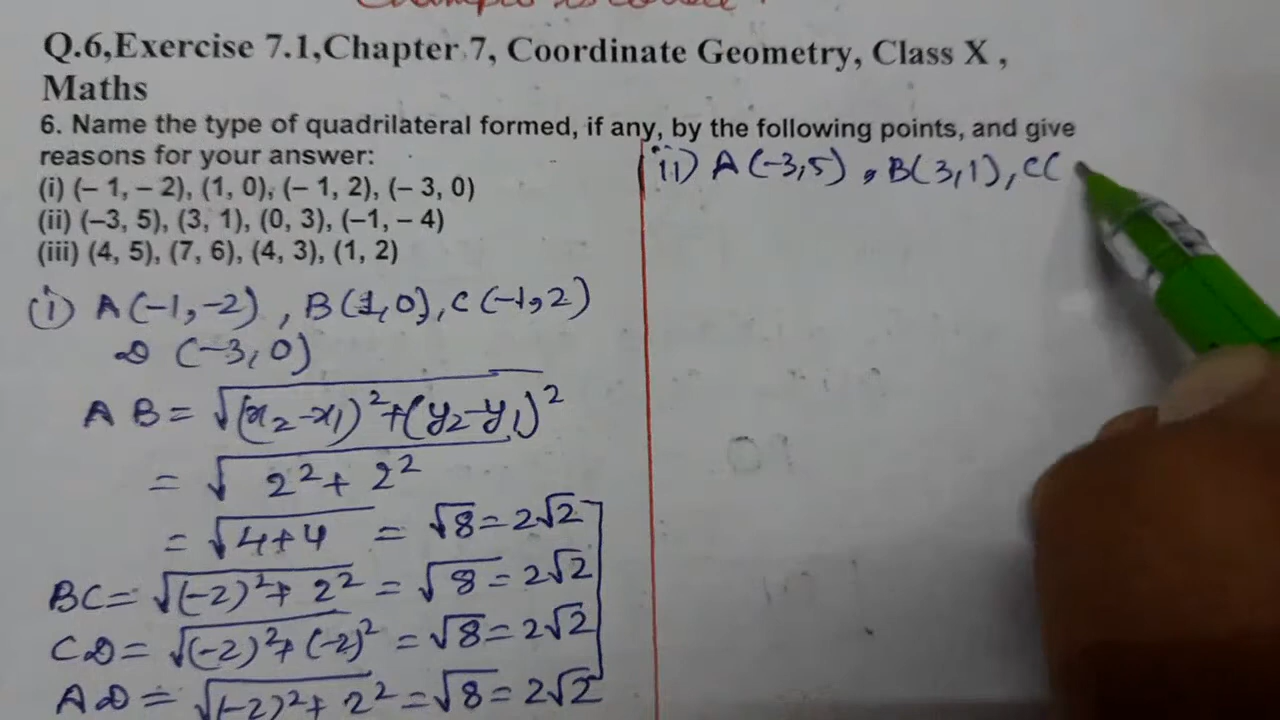 Q.6,Exercise 7.1,Chapter 7, Coordinate Geometry, Class X ,
Maths
6. Name the type of quadrilateral formed, if any, by the following points, and give
reasons for your answer:
(i) (– 1, – 2), (1, 0), (– 1, 2), (– 3, 0)
(ii) (–3, 5), (3, 1), (0, 3), (–1, – 4)
(iii) (4, 5), (7, 6), (4, 3), (1, 2)
(i) A(-1,-2) , B(1,0), C(-1,2)
D (-3,0)
AB = √(x₂-x₁)²+(y₂-y₁)²
= √2²+2²
= √4+4 = √8 = 2√2
BC = √(-2)²+2² = √8 = 2√2
CD = √(-2)²+(-2)² = √8 = 2√2
AD = √(-2)²+2² = √8 = 2√2
ii) A(-3,5) , B(3,1), C(